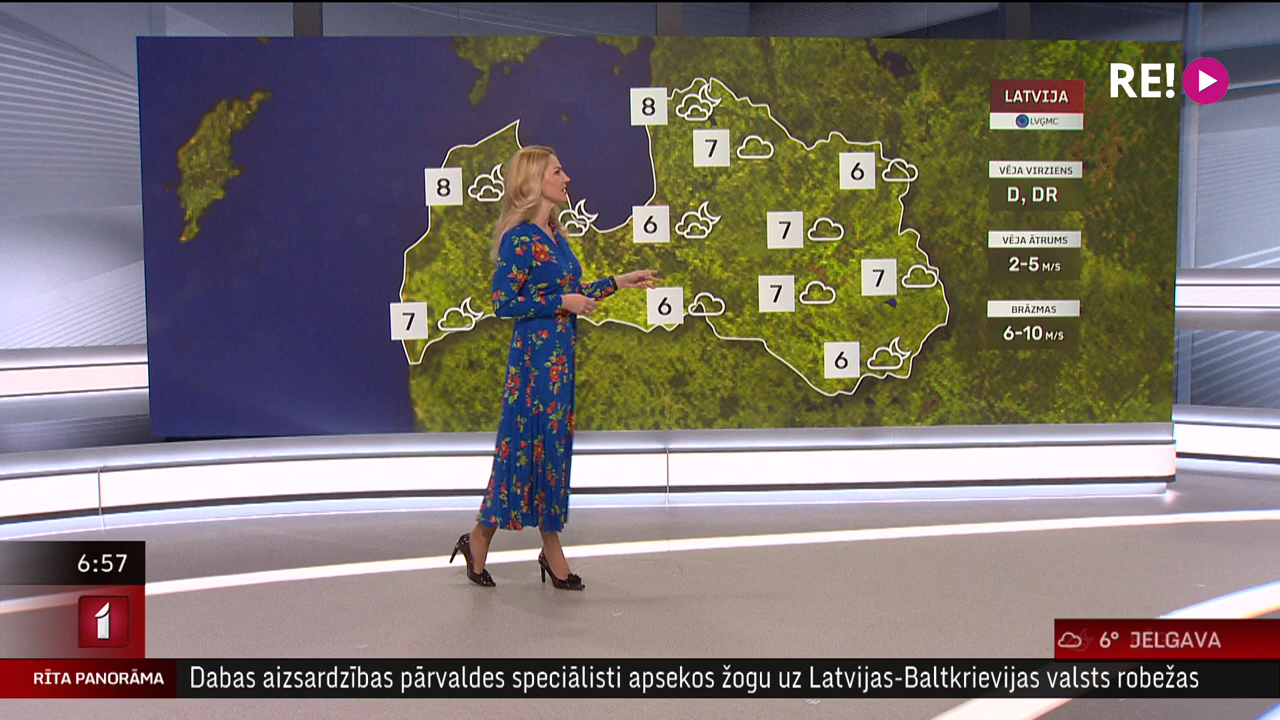 RE!
LATVIJA
LVĢMC
VĒJA VIRZIENS
D, DR
VĒJA ĀTRUMS
2-5 M/S
BRĀZMAS
6-10 M/S
8
7
6
8
6
7
7
7
7
6
6
6:57
1
6° JELGAVA
RĪTA PANORĀMA
Dabas aizsardzības pārvaldes speciālisti apsekos žogu uz Latvijas-Baltkrievijas valsts robežas